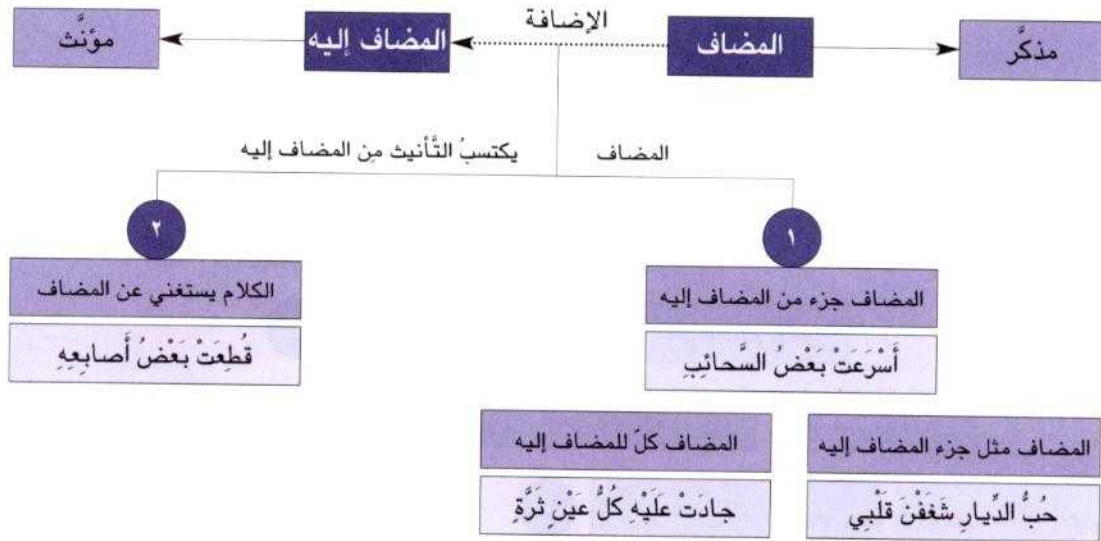 الإضافة
مذكَّر
المضاف
المضاف إليه
مؤنَّث
المضاف
يكتسبُ التَّأنيث مِن المضاف إليه
١
٢
المضاف جزء من المضاف إليه
أَسْرَعَتْ بَعْضُ السَّحائِبِ
الكلام يستغني عن المضاف
قُطِعَتْ بَعْضُ أَصابِعِهِ
المضاف مثل جزء المضاف إليه
حُبُّ الدِّيارِ شَغَفْنَ قَلْبِي
المضاف كلّ للمضاف إليه
جادَتْ عَلَيْهِ كُلُّ عَيْنٍ ثَرَّةٍ